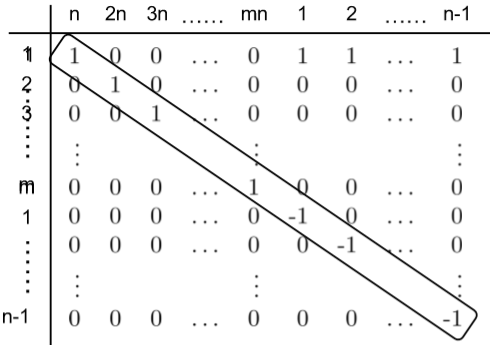 n 2n 3n ...... mn 1 2 ...... n-1
1 1 0 0 ... 0 1 1 ... 1
2 0 1 0 ... 0 0 0 ... 0
3 0 0 1 ... 0 0 0 ... 0
⋮ ⋮ ⋮ ⋮
m 0 0 0 ... 1 0 0 ... 0
1 0 0 0 ... 0 -1 0 ... 0
0 0 0 ... 0 0 -1 ... 0
⋮ ⋮ ⋮ ⋮
n-1 0 0 0 ... 0 0 0 ... -1